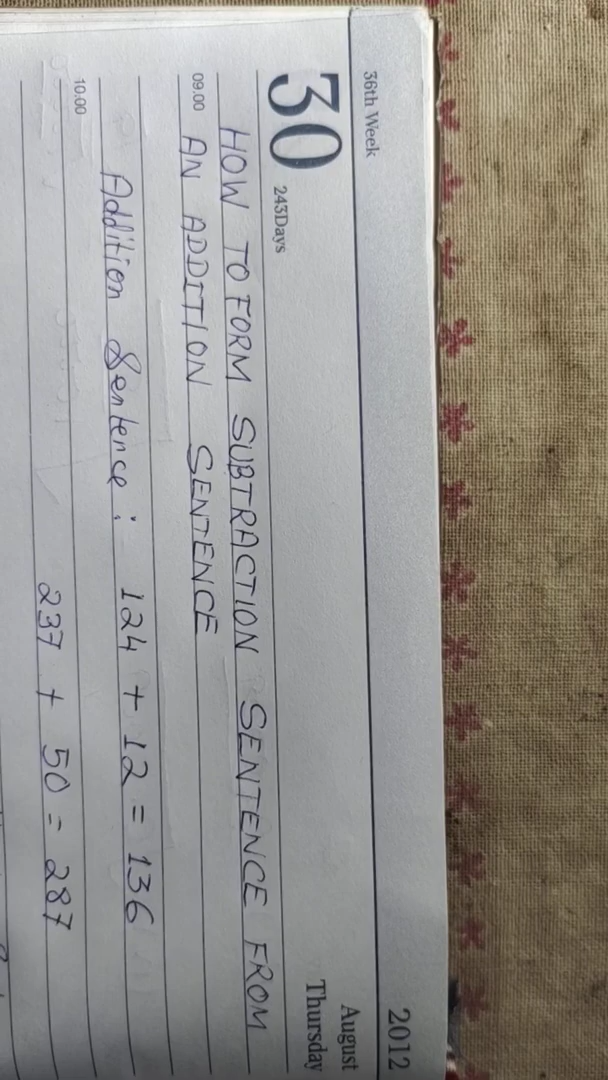 36th Week
2012
30
243Days
August
Thursday
HOW TO FORM SUBTRACTION SENTENCE FROM
09.00 AN ADDITION SENTENCE
Addition Sentence: 124 + 12 = 136
10.00
237 + 50 = 287